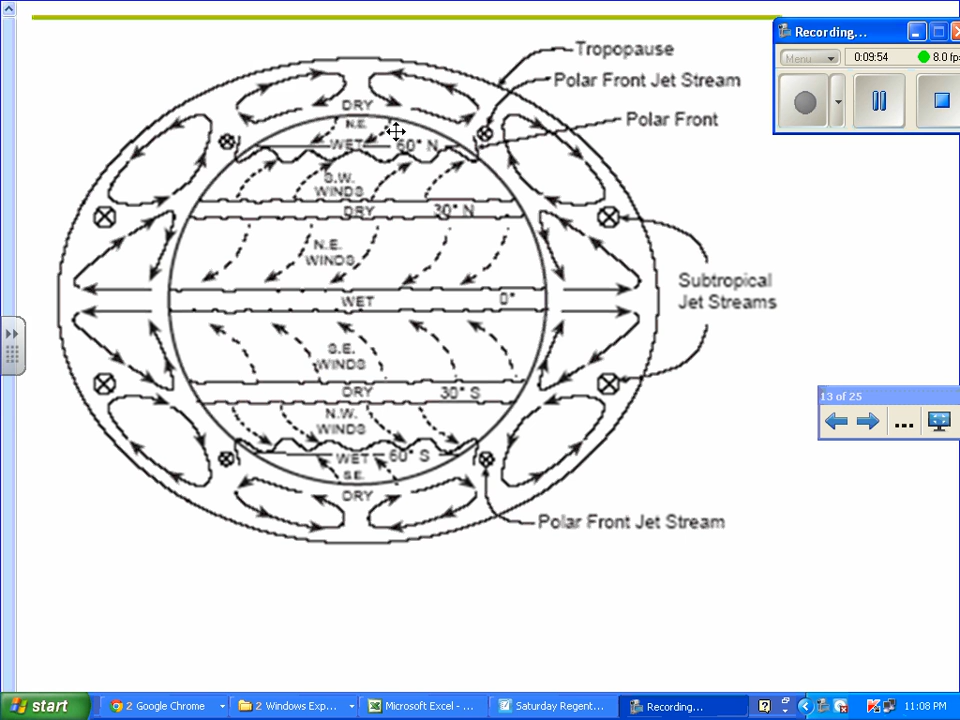 Recording...
Menu
0:09:54
8.0 fp
Tropopause
Polar Front Jet Stream
Polar Front
DRY
N.E.
WET
60° N
S.W.
WINDS
DRY
30° N
N.E.
WINDS
WET
0°
Subtropical
Jet Streams
S.E.
WINDS
DRY
30° S
N.W.
WINDS
WET
60° S
S.E.
DRY
Polar Front Jet Stream
13 of 25
...
start
2 Google Chrome
2 Windows Exp...
Microsoft Excel - ...
Saturday Regent...
Recording...
11:08 PM